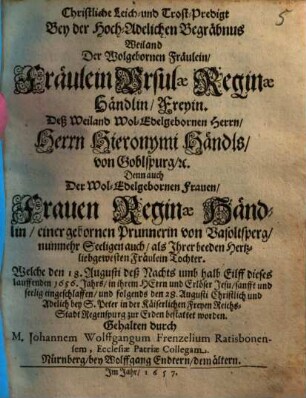 5
Christliche Leich-und Trost-Predigt
Bey der Hoch-Adelichen Begräbnus
Weiland
Der Wolgebornen Fräulein/
Fräulein Ursulæ Reginæ
Händlin/ Freyin.
Deß Weiland Wol-Edelgebornen Herrn/
Herrn Hieronymi Händls/
von Goblspurg/ꝛc.
Denn auch
Der Wol-Edelgebornen Frauen/
Frauen Reginæ Händ-
lin/ einer gebornen Prunnerin von Vasoltsperg/
nunmehr Seeligen auch/ als Ihrer beeden Hertz-
liebgewesten Fräulein Tochter.
Welche den 18. Augusti deß Nachts umb halb Eilff dieses
lauffenden 1656. Jahrs/ in ihrem HErrn und Erlöser Jesu/ sanfft und
seelig eingeschlaffen/ und folgends den 28. Augusti Christlich und
Adelich bey S. Peter in der Käiserlichen/Freyen Reichs-
Stadt Regenspurg zur Erden bestattet worden.
Gehalten durch
M. Johannem Wolffgangum Frenzelium Ratisbonen-
sem, Ecclesiæ Patriæ Collegam.
Nürnberg/ bey Wolffgang Endtern/ dem ältern.
Im Jahr/ 1657.